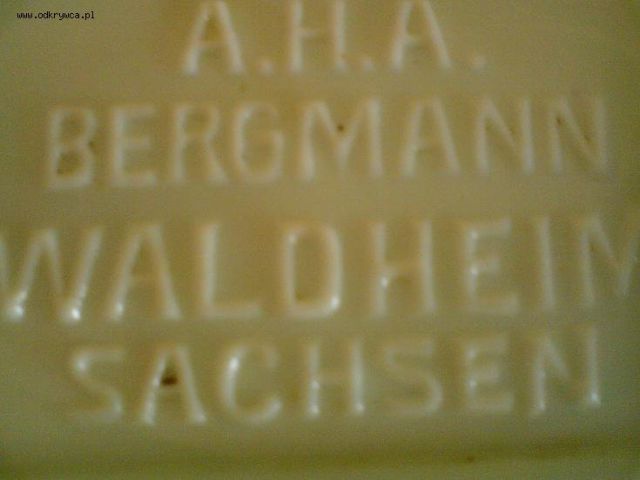 www.odkrywca.pl
A.H.A.
BERGMANN
WALDHEIM
SACHSEN